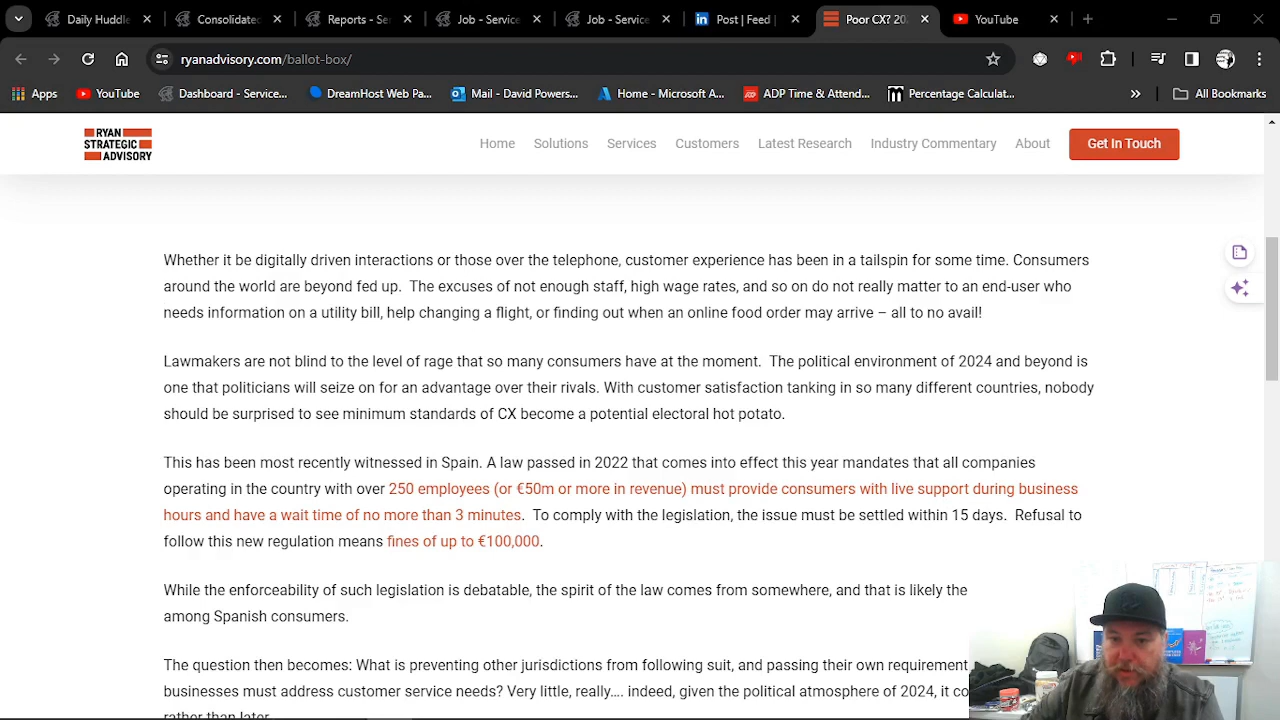 Daily Huddl
Consolidated
Reports - Ser
Job - Service
Job - Service
Post | Feed |
Poor CX? 20
YouTube
ryanadvisory.com/ballot-box/
Apps
YouTube
Dashboard - Service...
DreamHost Web Pa...
Mail - David Powers...
Home - Microsoft A...
ADP Time & Attend...
Percentage Calculat...
All Bookmarks
RYAN
STRATEGIC
ADVISORY
Home
Solutions
Services
Customers
Latest Research
Industry Commentary
About
Get In Touch
Whether it be digitally driven interactions or those over the telephone, customer experience has been in a tailspin for some time. Consumers
around the world are beyond fed up.  The excuses of not enough staff, high wage rates, and so on do not really matter to an end-user who
needs information on a utility bill, help changing a flight, or finding out when an online food order may arrive – all to no avail!
Lawmakers are not blind to the level of rage that so many consumers have at the moment.  The political environment of 2024 and beyond is
one that politicians will seize on for an advantage over their rivals. With customer satisfaction tanking in so many different countries, nobody
should be surprised to see minimum standards of CX become a potential electoral hot potato.
This has been most recently witnessed in Spain. A law passed in 2022 that comes into effect this year mandates that all companies
operating in the country with over 250 employees (or €50m or more in revenue) must provide consumers with live support during business
hours and have a wait time of no more than 3 minutes.  To comply with the legislation, the issue must be settled within 15 days.  Refusal to
follow this new regulation means fines of up to €100,000.
While the enforceability of such legislation is debatable, the spirit of the law comes from somewhere, and that is likely the
among Spanish consumers.
The question then becomes: What is preventing other jurisdictions from following suit, and passing their own requirement
businesses must address customer service needs? Very little, really…. indeed, given the political atmosphere of 2024, it co
rather than later